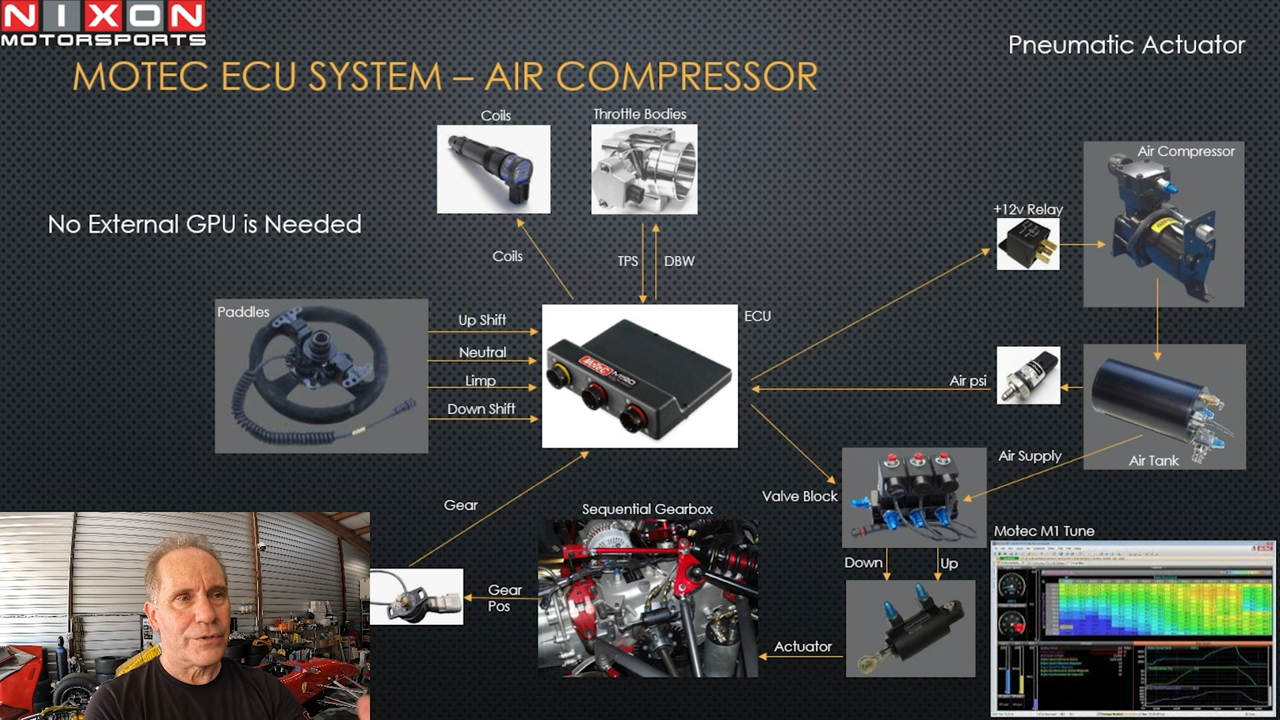 NIXON
MOTORSPORTS
Pneumatic Actuator
MOTEC ECU SYSTEM – AIR COMPRESSOR
Coils
Throttle Bodies
Air Compressor
No External GPU is Needed
+12v Relay
Coils
TPS
DBW
Paddles
Up Shift
ECU
Neutral
Limp
Down Shift
MOTEC M190
Air psi
Air Supply
Air Tank
Valve Block
Gear
Sequential Gearbox
Motec M1 Tune
Down
Up
Gear
Pos
Actuator